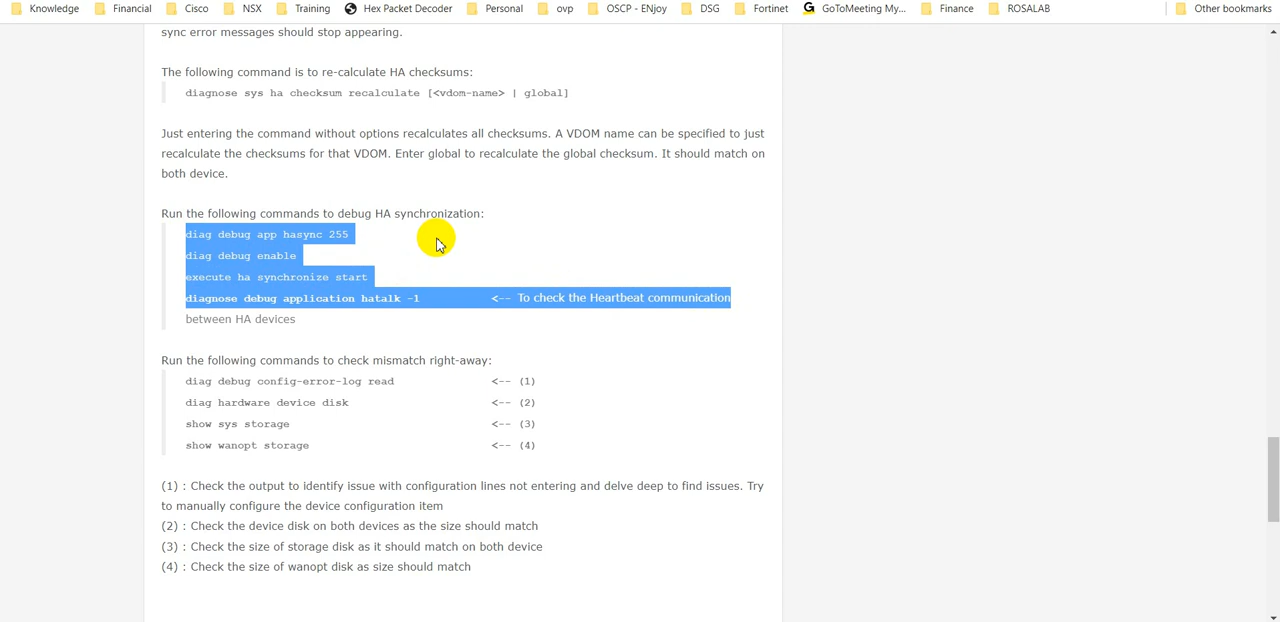 Knowledge Financial Cisco NSX Training Hex Packet Decoder Personal ovp OSCP - ENjoy DSG Fortinet GoToMeeting My... Finance ROSALAB Other bookmarks
sync error messages should stop appearing.
The following command is to re-calculate HA checksums:
diagnose sys ha checksum recalculate [<vdom-name> | global]
Just entering the command without options recalculates all checksums. A VDOM name can be specified to just
recalculate the checksums for that VDOM. Enter global to recalculate the global checksum. It should match on
both device.
Run the following commands to debug HA synchronization:
diag debug app hasync 255
diag debug enable
execute ha synchronize start
diagnose debug application hatalk -1 <-- To check the Heartbeat communication
between HA devices
Run the following commands to check mismatch right-away:
diag debug config-error-log read <-- (1)
diag hardware device disk <-- (2)
show sys storage <-- (3)
show wanopt storage <-- (4)
(1) : Check the output to identify issue with configuration lines not entering and delve deep to find issues. Try
to manually configure the device configuration item
(2) : Check the device disk on both devices as the size should match
(3) : Check the size of storage disk as it should match on both device
(4) : Check the size of wanopt disk as size should match